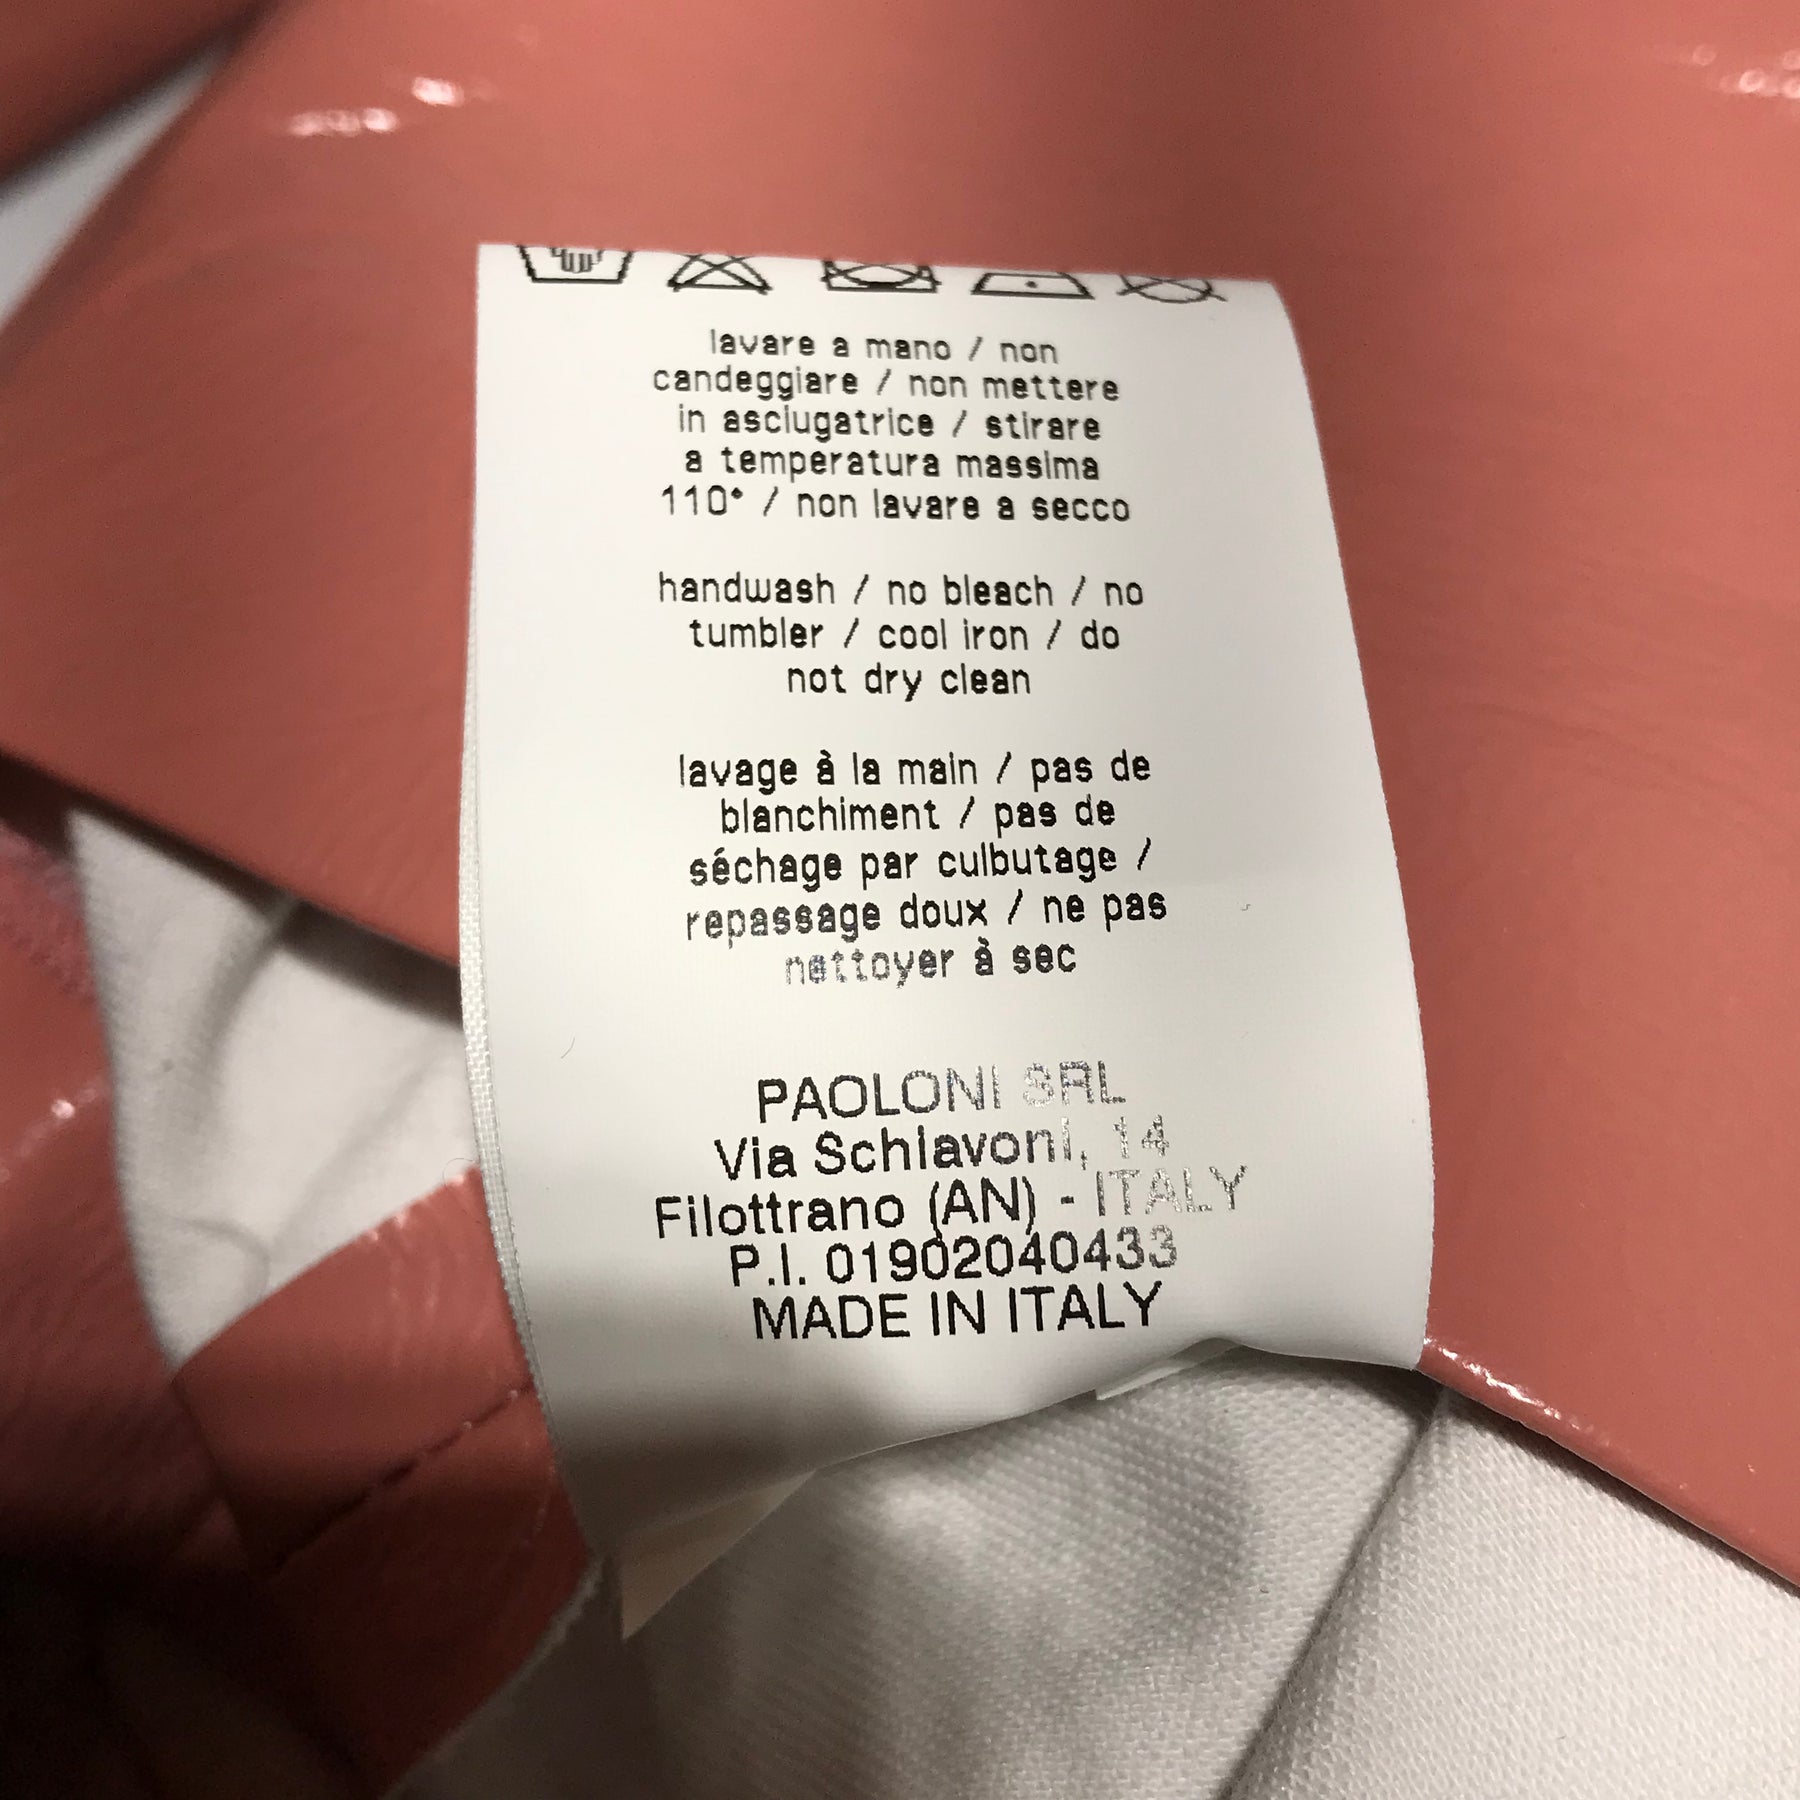 lavare a mano / non
candeggiare / non mettere
in asciugatrice / stirare
a temperatura massima
110° / non lavare a secco
handwash / no bleach / no
tumbler / cool iron / do
not dry clean
lavage à la main / pas de
blanchiment / pas de
séchage par culbutage /
repassage doux / ne pas
nettoyer à sec
PAOLONI SRL
Via Schiavoni, 14
Filottrano (AN) - ITALY
P.I. 01902040433
MADE IN ITALY